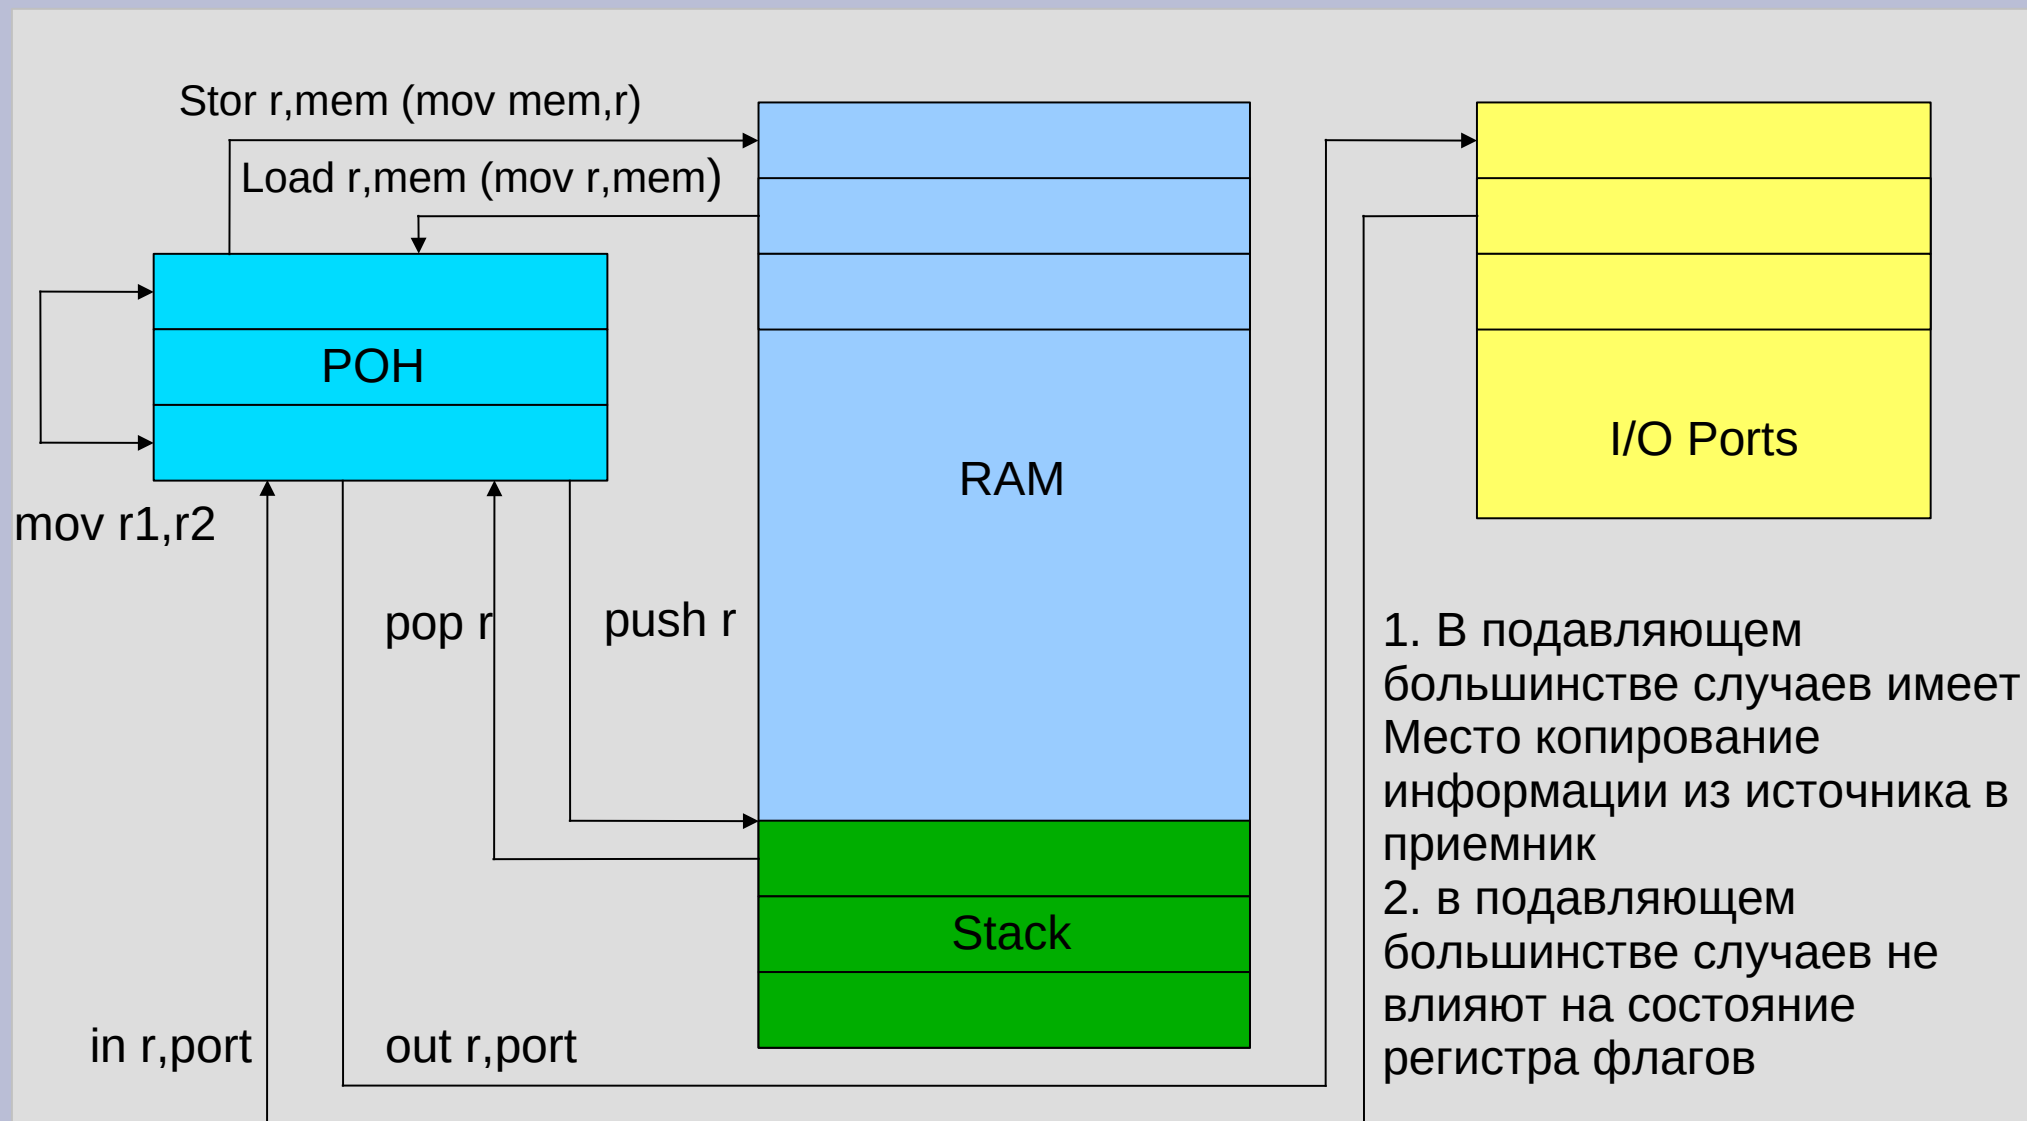 Stor r,mem (mov mem,r)
Load r,mem (mov r,mem)
РОН
mov r1,r2
RAM
I/O Ports
pop r
push r
Stack
in r,port
out r,port
1. В подавляющем
большинстве случаев имеет
Место копирование
информации из источника в
приемник
2. в подавляющем
большинстве случаев не
влияют на состояние
регистра флагов